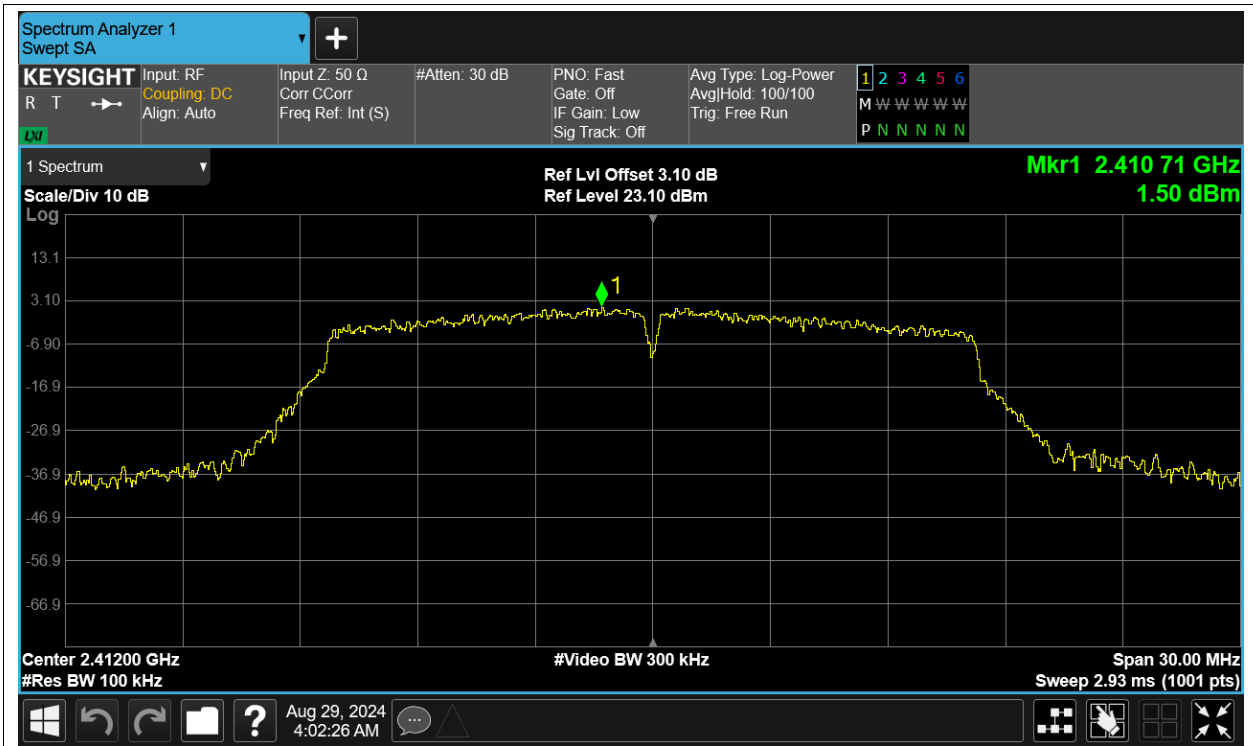 Spectrum Analyzer 1
Swept SA
KEYSIGHT
R T
LXI
Input: RF
Coupling: DC
Align: Auto
Input Z: 50 Ω
Corr CCorr
Freq Ref: Int (S)
#Atten: 30 dB
PNO: Fast
Gate: Off
IF Gain: Low
Sig Track: Off
Avg Type: Log-Power
Avg|Hold: 100/100
Trig: Free Run
1 2 3 4 5 6
M W W W W W
P N N N N N
1 Spectrum
Scale/Div 10 dB
Ref Lvl Offset 3.10 dB
Ref Level 23.10 dBm
Mkr1 2.410 71 GHz
1.50 dBm
Log
13.1
3.10
-6.90
-16.9
-26.9
-36.9
-46.9
-56.9
-66.9
1
Center 2.41200 GHz
#Res BW 100 kHz
#Video BW 300 kHz
Span 30.00 MHz
Sweep 2.93 ms (1001 pts)
?
Aug 29, 2024
4:02:26 AM